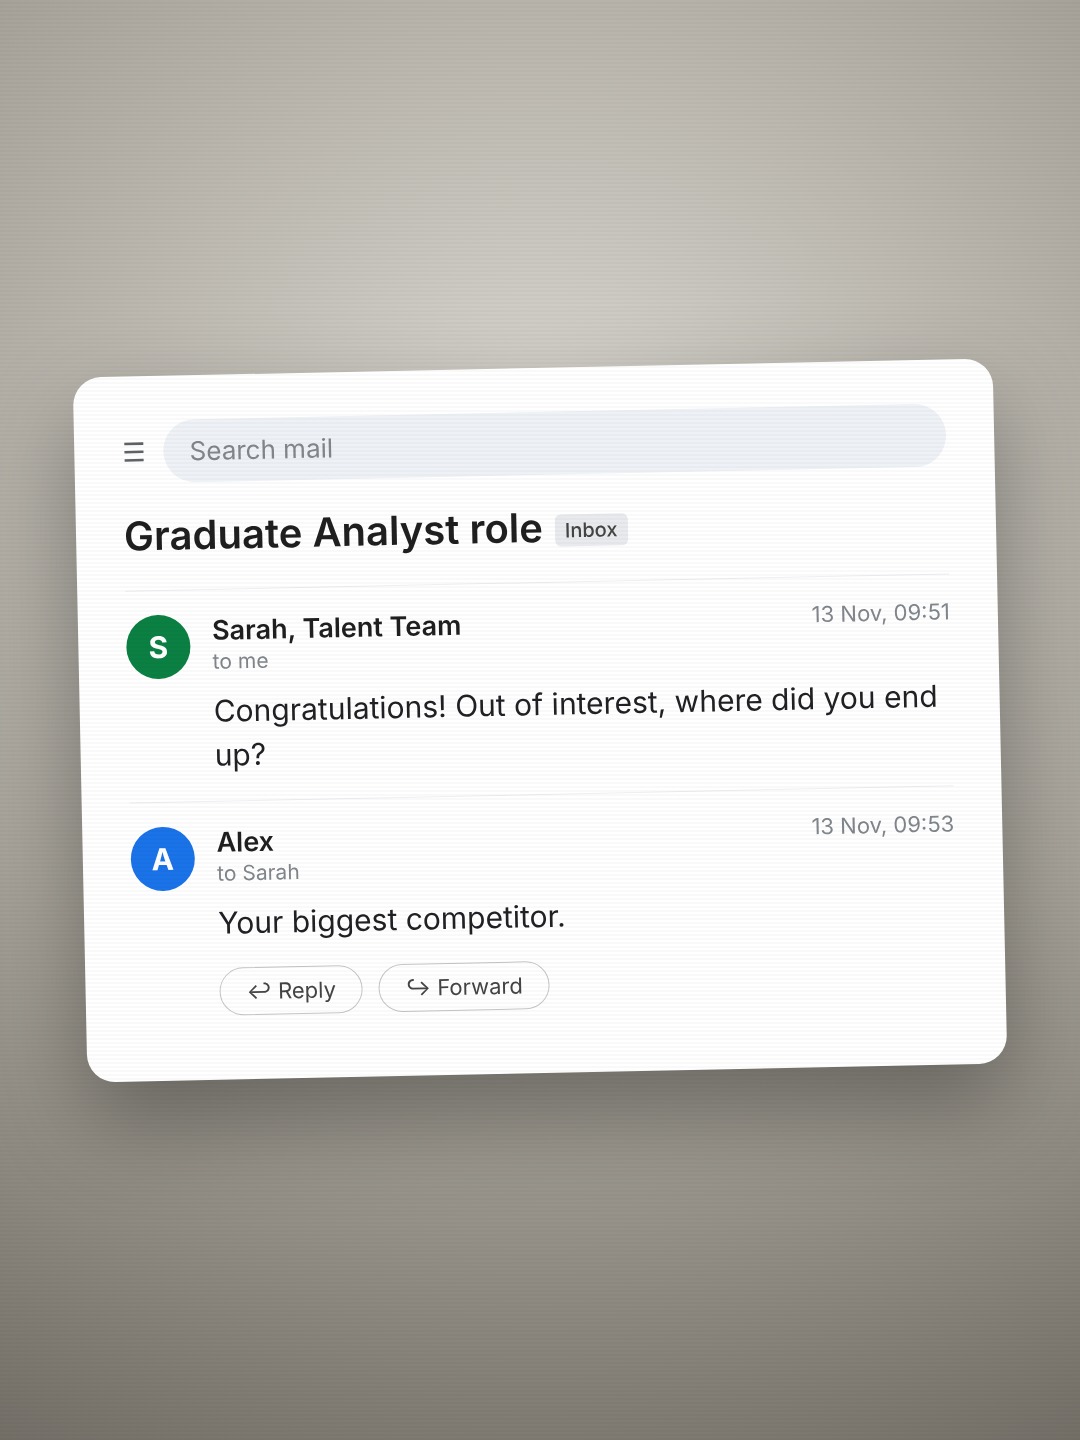 Search mail
Graduate Analyst role Inbox
Sarah, Talent Team 13 Nov, 09:51
to me
Congratulations! Out of interest, where did you end
up?
Alex 13 Nov, 09:53
to Sarah
Your biggest competitor.
Reply Forward
S
A